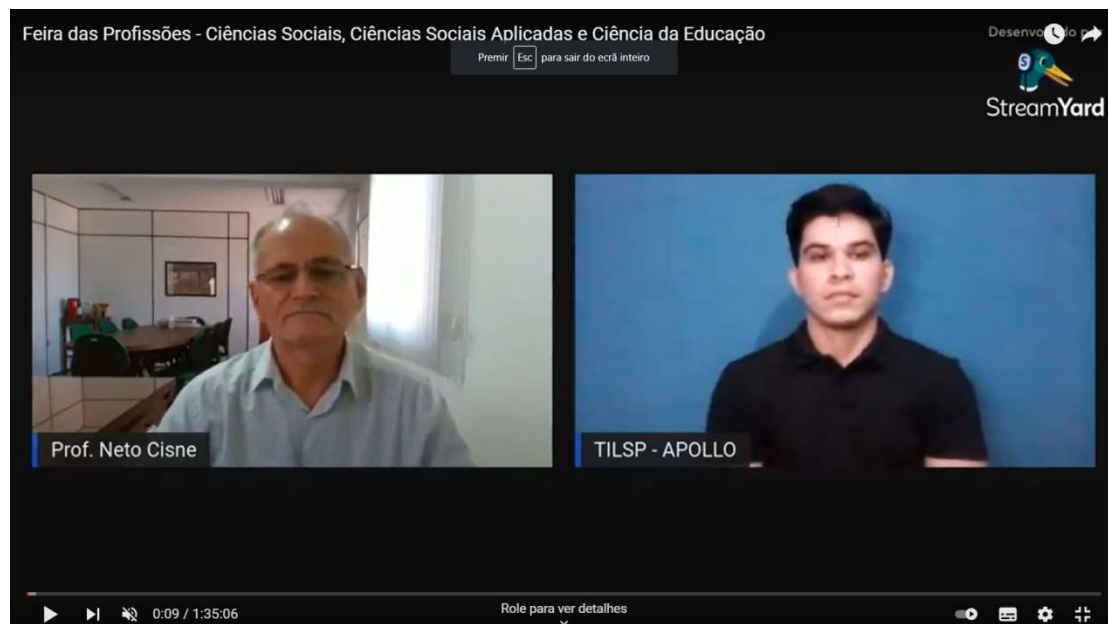 Feira das Profissões - Ciências Sociais, Ciências Sociais Aplicadas e Ciência da Educação
Premir Esc para sair do ecrã inteiro
StreamYard
Prof. Neto Cisne
TILSP - APOLLO
0:09 / 1:35:06
Role para ver detalhes